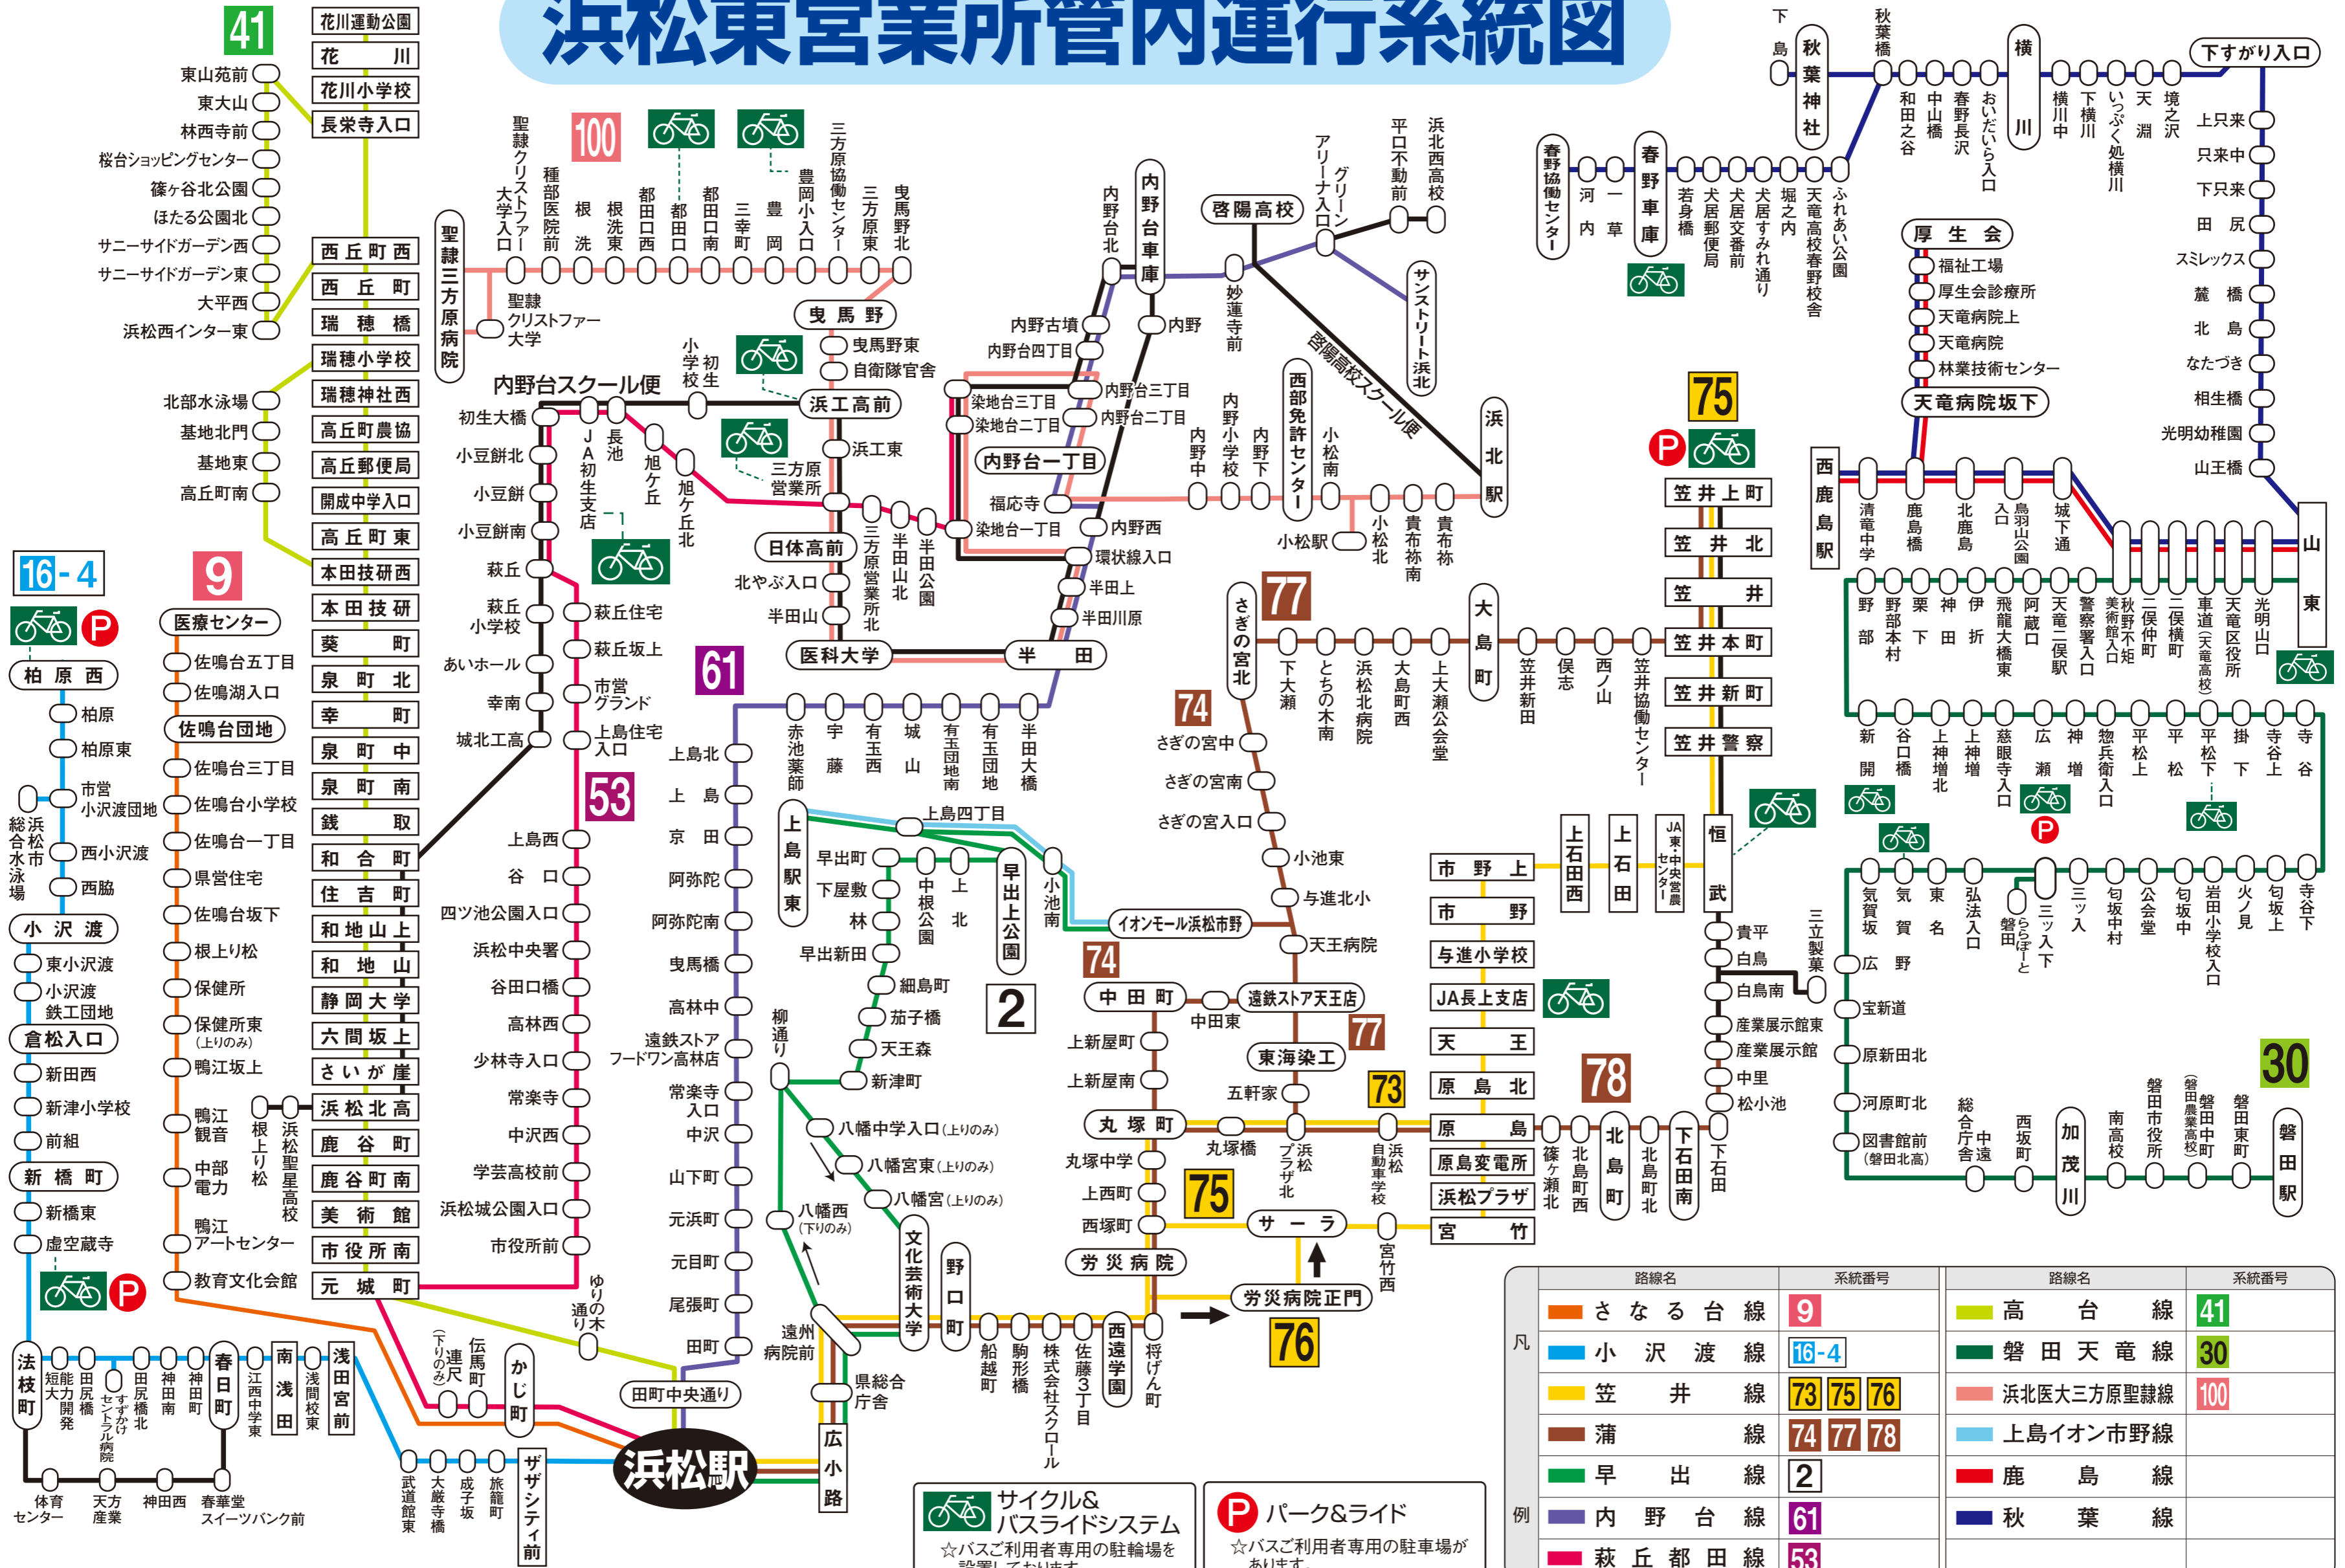 浜松東営業所管内運行系統図
41
花川運動公園
花川
花川小学校
長栄寺入口
西丘町西
西丘町
瑞穂橋
瑞穂小学校
瑞穂神社西
高丘町農協
高丘郵便局
開成中学入口
高丘町東
本田技研西
本田技研
葵町
泉町北
幸町
泉町中
泉町南
銭取
和合町
住吉町
和地山上
和地山
静岡大学
六間坂上
さいが崖
浜松北高
鹿谷町
鹿谷町南
美術館
市役所南
元城町
東山苑前
東大山
林西寺前
桜台ショッピングセンター
篠ヶ谷北公園
ほたる公園北
サニーサイドガーデン西
サニーサイドガーデン東
大平西
浜松西インター東
北部水泳場
基地北門
基地東
高丘町南
根上り松
浜松聖星高校
ゆりの木通り
16-4
P
柏原西
柏原
柏原東
市営小沢渡団地
浜松市総合水泳場
西小沢渡
西脇
小沢渡
東小沢渡
小沢渡鉄工団地
倉松入口
新田西
新津小学校
前組
新橋町
新橋東
虚空蔵寺
P
法枝町
能力開発短大
田尻橋
すずかけセントラル病院
田尻橋北
神田南
神田町
春日町
江西中学東
南浅田
浅間校東
浅田宮前
体育センター
天方産業
神田西
春華堂スイーツバンク前
武道館東
大厳寺橋
成子坂
旅籠町
ザザシティ前
9
医療センター
佐鳴台五丁目
佐鳴湖入口
佐鳴台団地
佐鳴台三丁目
佐鳴台小学校
佐鳴台一丁目
県営住宅
佐鳴台坂下
根上り松
保健所
保健所東
(上りのみ)
鴨江坂上
鴨江観音
中部電力
鴨江アートセンター
教育文化会館
(下りのみ)
連尺
伝馬町
かじ町
田町中央通り
浜松駅
100
聖隷三方原病院
聖隷クリストファー大学入口
聖隷クリストファー大学
種部医院前
根洗
根洗東
都田口西
都田口
都田口南
三幸町
豊岡
豊岡小入口
三方原協働センター
三方原東
曳馬野北
曳馬野
曳馬野東
自衛隊官舎
浜工高前
浜工東
三方原営業所
日体高前
北やぶ入口
半田山
医科大学
半田
内野台スクール便
初生小学校
初生大橋
JA初生支店
長池
旭ケ丘
旭ケ丘北
三方原営業所北
半田山北
半田公園
小豆餅北
小豆餅
小豆餅南
萩丘
萩丘小学校
あいホール
幸南
城北工高
萩丘住宅
萩丘坂上
市営グランド
上島住宅入口
53
上島西
谷口
四ツ池公園入口
浜松中央署
谷田口橋
高林西
少林寺入口
常楽寺
中沢西
学芸高校前
浜松城公園入口
市役所前
61
上島北
上島
京田
阿弥陀
阿弥陀南
曳馬橋
高林中
遠鉄ストアフードワン高林店
常楽寺入口
中沢
山下町
元浜町
元目町
尾張町
田町
赤池薬師
宇藤
有玉西
城山
有玉団地南
有玉団地
半田大橋
内野台北
内野台車庫
内野古墳
内野台四丁目
内野
染地台三丁目
染地台二丁目
内野台三丁目
内野台二丁目
内野台一丁目
福応寺
染地台一丁目
内野西
環状線入口
半田上
半田川原
啓陽高校
妙蓮寺前
グリーンアリーナ入口
平口不動前
浜北西高校
サンストリート浜北
啓陽高校スクール便
内野中
内野小学校
内野下
西部免許センター
小松南
小松駅
小松北
貴布祢南
貴布祢
浜北駅
上島駅東
上島四丁目
早出町
下屋敷
林
早出新田
中根公園
上北
早出上公園
小池南
イオンモール浜松市野
細島町
茄子橋
天王森
新津町
柳通り
2
八幡中学入口(上りのみ)
八幡宮東(上りのみ)
八幡宮(上りのみ)
八幡西
(下りのみ)
文化芸術大学
野口町
遠州病院前
県総合庁舎
広小路
船越町
駒形橋
株式会社スクロール
佐藤3丁目
西遠学園
将げん町
77
さぎの宮北
下大瀬
とちの木南
浜松北病院
大島町西
上大瀬公会堂
大島町
笠井新田
俣志
西ノ山
笠井協働センター
74
さぎの宮中
さぎの宮南
さぎの宮入口
小池東
与進北小
天王病院
74
中田町
中田東
遠鉄ストア天王店
77
上新屋町
上新屋南
東海染工
五軒家
丸塚町
丸塚橋
浜松プラザ北
73
浜松自動車学校
丸塚中学
上西町
75
西塚町
サーラ
宮竹西
労災病院
労災病院正門
76
75
P
笠井上町
笠井北
笠井
笠井本町
笠井新町
笠井警察
恒武
JA東・中央営農センター
上石田
上石田西
市野上
市野
与進小学校
JA長上支店
天王
原島北
原島
原島変電所
浜松プラザ
宮竹
貴平
白鳥
三立製菓
白鳥南
産業展示館東
産業展示館
中里
松小池
下石田
78
篠ヶ瀬北
北島町西
北島町
北島町北
下石田南
下島
秋葉神社
秋葉橋
和田之谷
中山橋
春野長沢
おいだいら入口
横川
横川中
下横川
いっぷく処横川
天淵
境之沢
下すがり入口
春野協働センター
河内
一草
春野車庫
若身橋
犬居郵便局
犬居交番前
犬居すみれ通り
堀之内
天竜高校春野校舎
ふれあい公園
上只来
只来中
下只来
田尻
スミレックス
麓橋
北島
なたづき
相生橋
光明幼稚園
山王橋
山東
厚生会
福祉工場
厚生会診療所
天竜病院上
天竜病院
林業技術センター
天竜病院坂下
西鹿島駅
清竜中学
鹿島橋
北鹿島
鳥羽山公園入口
城下通
野部
野部本村
栗下
神田
伊折
飛龍大橋東
阿蔵口
天竜二俣駅
警察署入口
秋野不矩美術館入口
二俣仲町
二俣横町
車道(天竜高校)
天竜区役所
光明山口
新開
谷口橋
上神増北
上神増
慈眼寺入口
広瀬
神増
惣兵衛入口
平松上
平松
平松下
掛下
寺谷上
寺谷
P
気賀坂
気賀
東名
弘法入口
ららぽーと磐田
三ッ入下
三ッ入
匂坂中村
公会堂
匂坂中
岩田小学校入口
火ノ見
匂坂上
寺谷下
広野
宝新道
原新田北
河原町北
図書館前
(磐田北高)
中遠総合庁舎
西坂町
加茂川
南高校
磐田市役所
磐田中町
(磐田農業高校)
磐田東町
磐田駅
30
サイクル&
バスライドシステム
☆バスご利用者専用の駐輪場を
設置しております。
P パーク&ライド
☆バスご利用者専用の駐車場が
あります。
凡例
路線名 系統番号 路線名 系統番号
さなる台線 9 高台線 41
小沢渡線 16-4 磐田天竜線 30
笠井線 73 75 76 浜北医大三方原聖隷線 100
蒲線 74 77 78 上島イオン市野線
早出線 2 鹿島線
内野台線 61 秋葉線
萩丘都田線 53